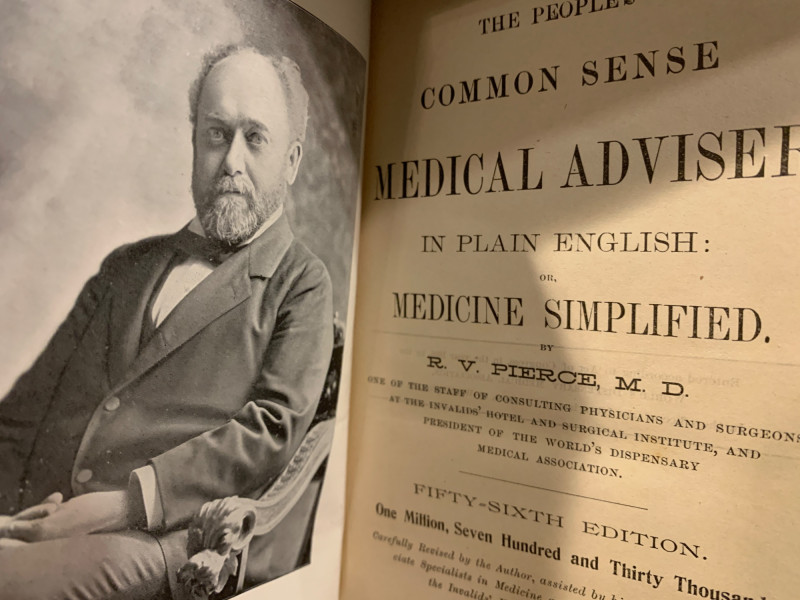 THE PEOPLE'S
COMMON SENSE
MEDICAL ADVISER
IN PLAIN ENGLISH:
OR,
MEDICINE SIMPLIFIED.
BY
R. V. PIERCE, M. D.
ONE OF THE STAFF OF CONSULTING PHYSICIANS AND SURGEONS
AT THE INVALIDS' HOTEL AND SURGICAL INSTITUTE, AND
PRESIDENT OF THE WORLD'S DISPENSARY
MEDICAL ASSOCIATION.
FIFTY-SIXTH EDITION.
One Million, Seven Hundred and Thirty Thousand
Carefully Revised by the Author, assisted by
ciate Specialists in Medicine
the Invalids'